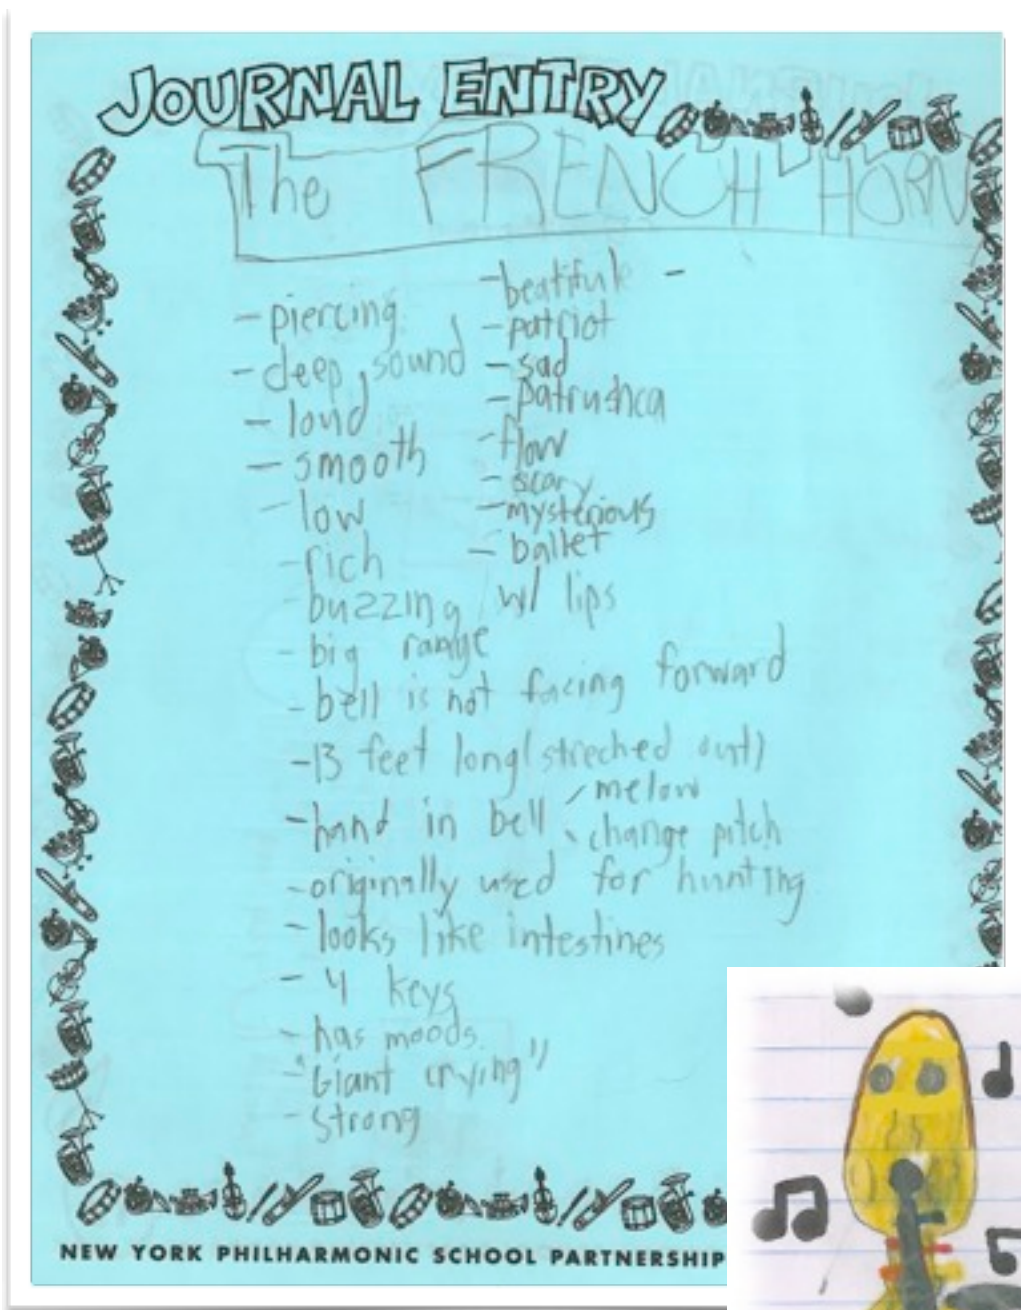 JOURNAL ENTRY
The FRENCH HORN
- piercing
- deep sound
- loud
- smooth
- low
- rich
- buzzing w/ lips
- beatifule -
- patriot
- sad
- patrushca
- flow
- scary
- mysterious
- ballet
- big range
- bell is not facing forward
- 13 feet long (streched out)
- hand in bell
melow
change pitch
- originally used for hunting
- looks like intestines
- 4 keys
- has moods
- "Giant crying"
- strong
NEW YORK PHILHARMONIC SCHOOL PARTNERSHIP